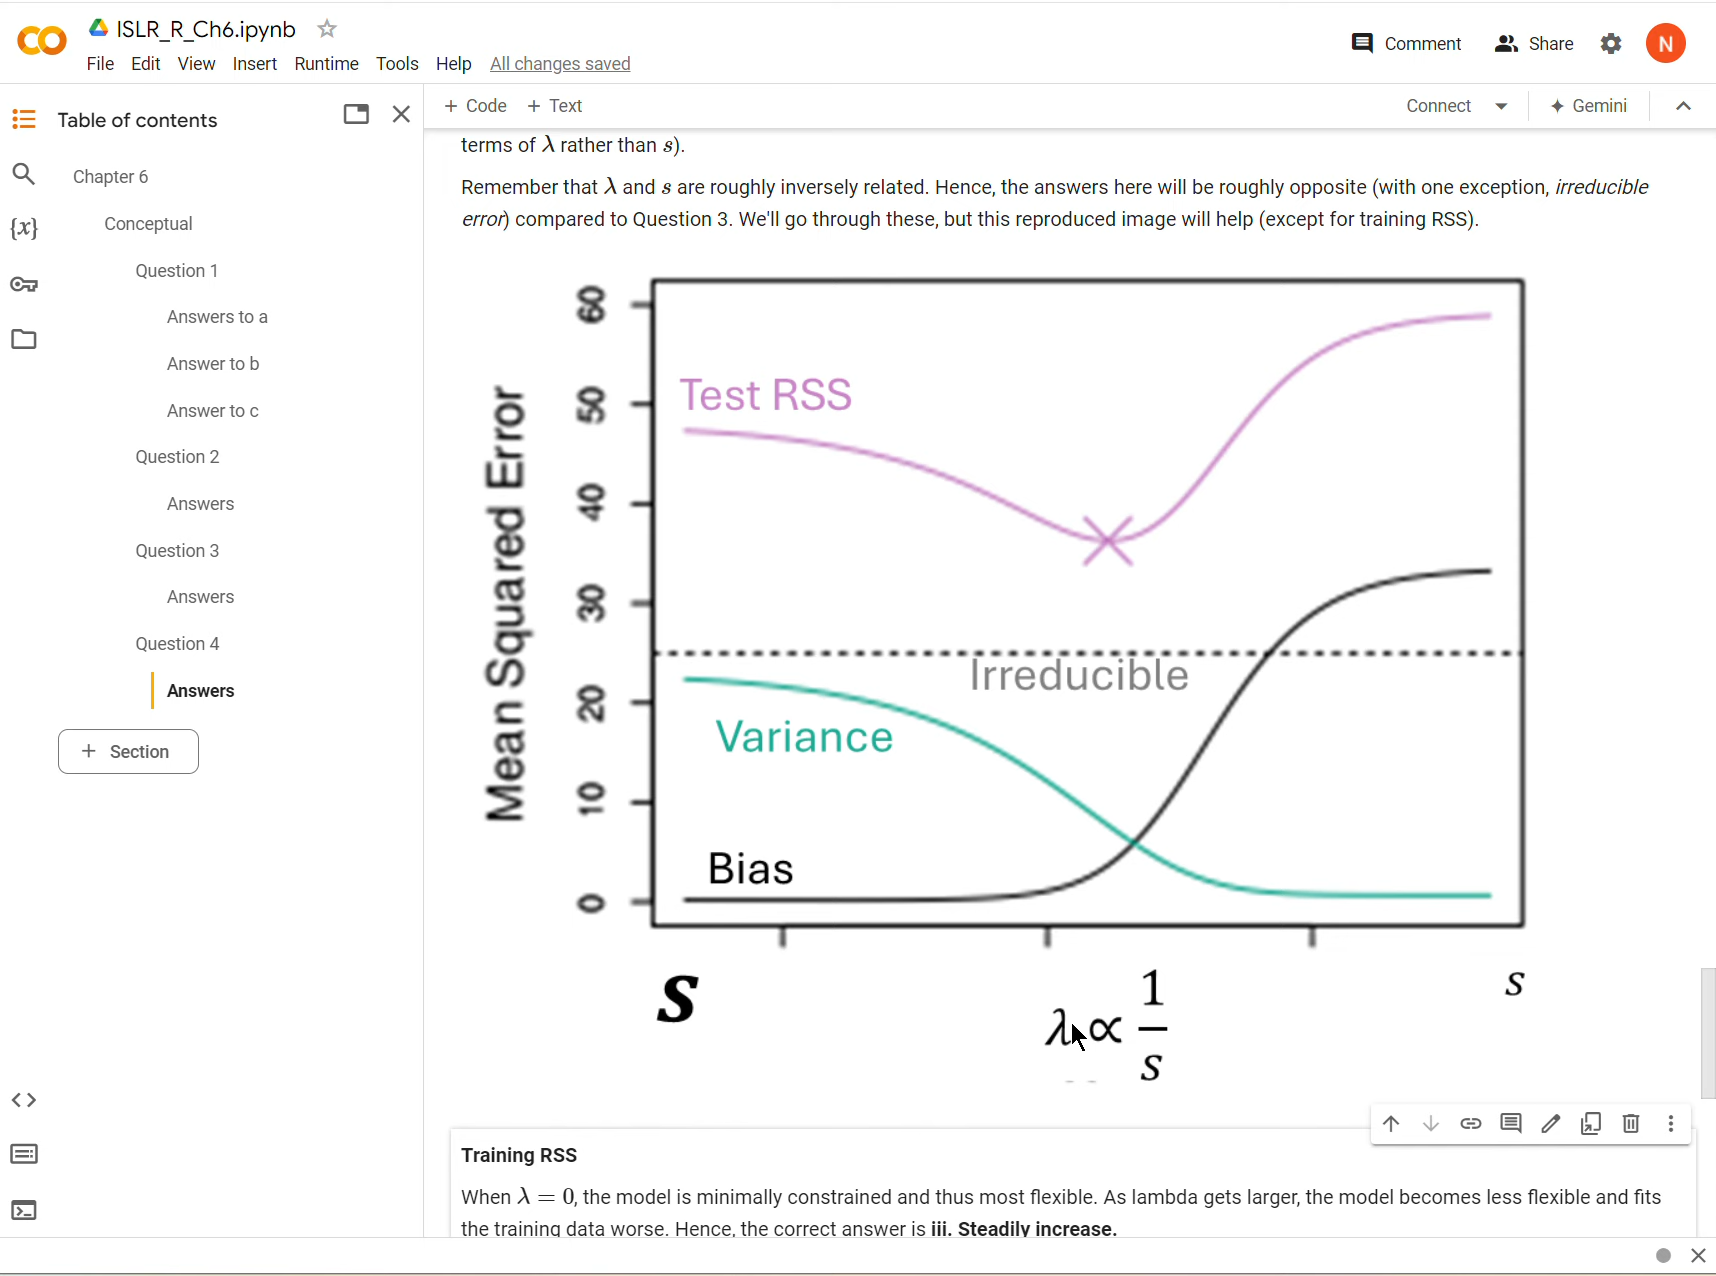 ISLR_R_Ch6.ipynb
File Edit View Insert Runtime Tools Help All changes saved
Comment Share N
Table of contents
+ Code + Text
Connect Gemini
Chapter 6
Conceptual
Question 1
Answers to a
Answer to b
Answer to c
Question 2
Answers
Question 3
Answers
Question 4
Answers
+ Section
terms of λ rather than s).
Remember that λ and s are roughly inversely related. Hence, the answers here will be roughly opposite (with one exception, irreducible
error) compared to Question 3. We'll go through these, but this reproduced image will help (except for training RSS).
Mean Squared Error
60
50
40
30
20
10
0
Test RSS
Irreducible
Variance
Bias
s
λ ∝ 1/s
s
Training RSS
When λ = 0, the model is minimally constrained and thus most flexible. As lambda gets larger, the model becomes less flexible and fits
the training data worse. Hence, the correct answer is iii. Steadily increase.